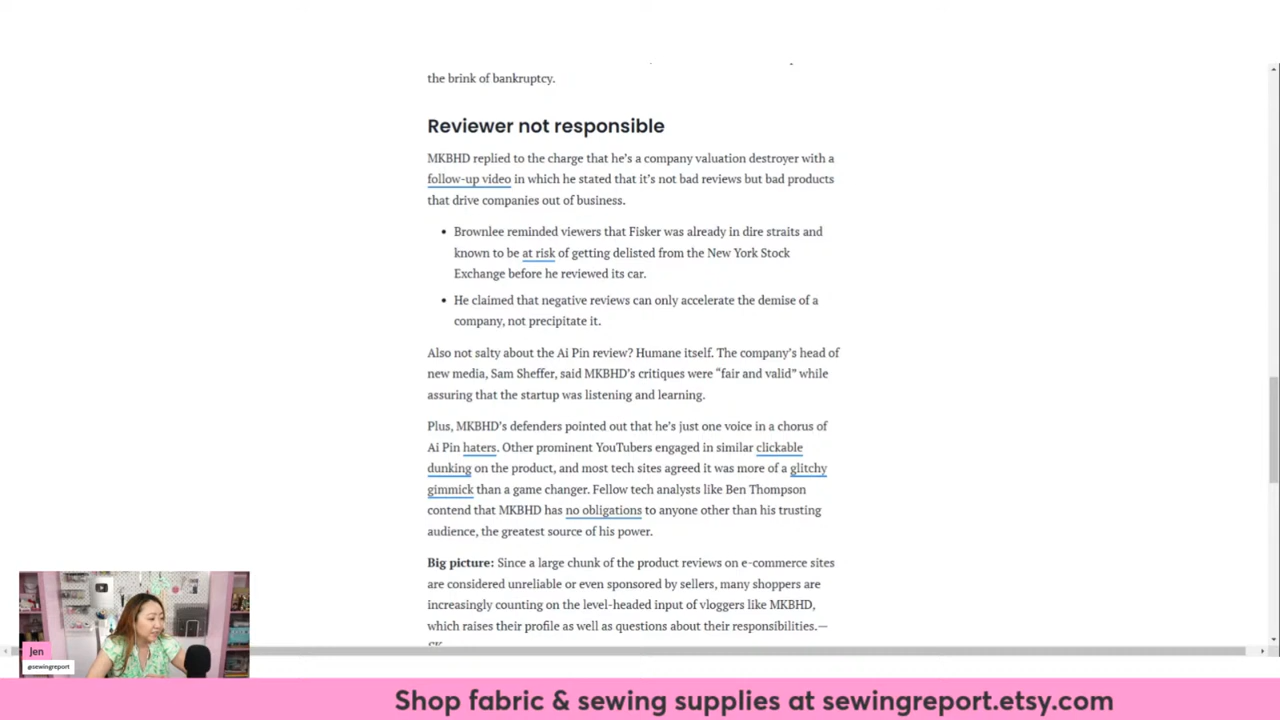 the brink of bankruptcy.
Reviewer not responsible
MKBHD replied to the charge that he's a company valuation destroyer with a
follow-up video in which he stated that it's not bad reviews but bad products
that drive companies out of business.
• Brownlee reminded viewers that Fisker was already in dire straits and
known to be at risk of getting delisted from the New York Stock
Exchange before he reviewed its car.
• He claimed that negative reviews can only accelerate the demise of a
company, not precipitate it.
Also not salty about the Ai Pin review? Humane itself. The company's head of
new media, Sam Sheffer, said MKBHD's critiques were “fair and valid” while
assuring that the startup was listening and learning.
Plus, MKBHD's defenders pointed out that he's just one voice in a chorus of
Ai Pin haters. Other prominent YouTubers engaged in similar clickable
dunking on the product, and most tech sites agreed it was more of a glitchy
gimmick than a game changer. Fellow tech analysts like Ben Thompson
contend that MKBHD has no obligations to anyone other than his trusting
audience, the greatest source of his power.
Big picture: Since a large chunk of the product reviews on e-commerce sites
are considered unreliable or even sponsored by sellers, many shoppers are
increasingly counting on the level-headed input of vloggers like MKBHD,
which raises their profile as well as questions about their responsibilities.—
Jen
@sewingreport
Shop fabric & sewing supplies at sewingreport.etsy.com